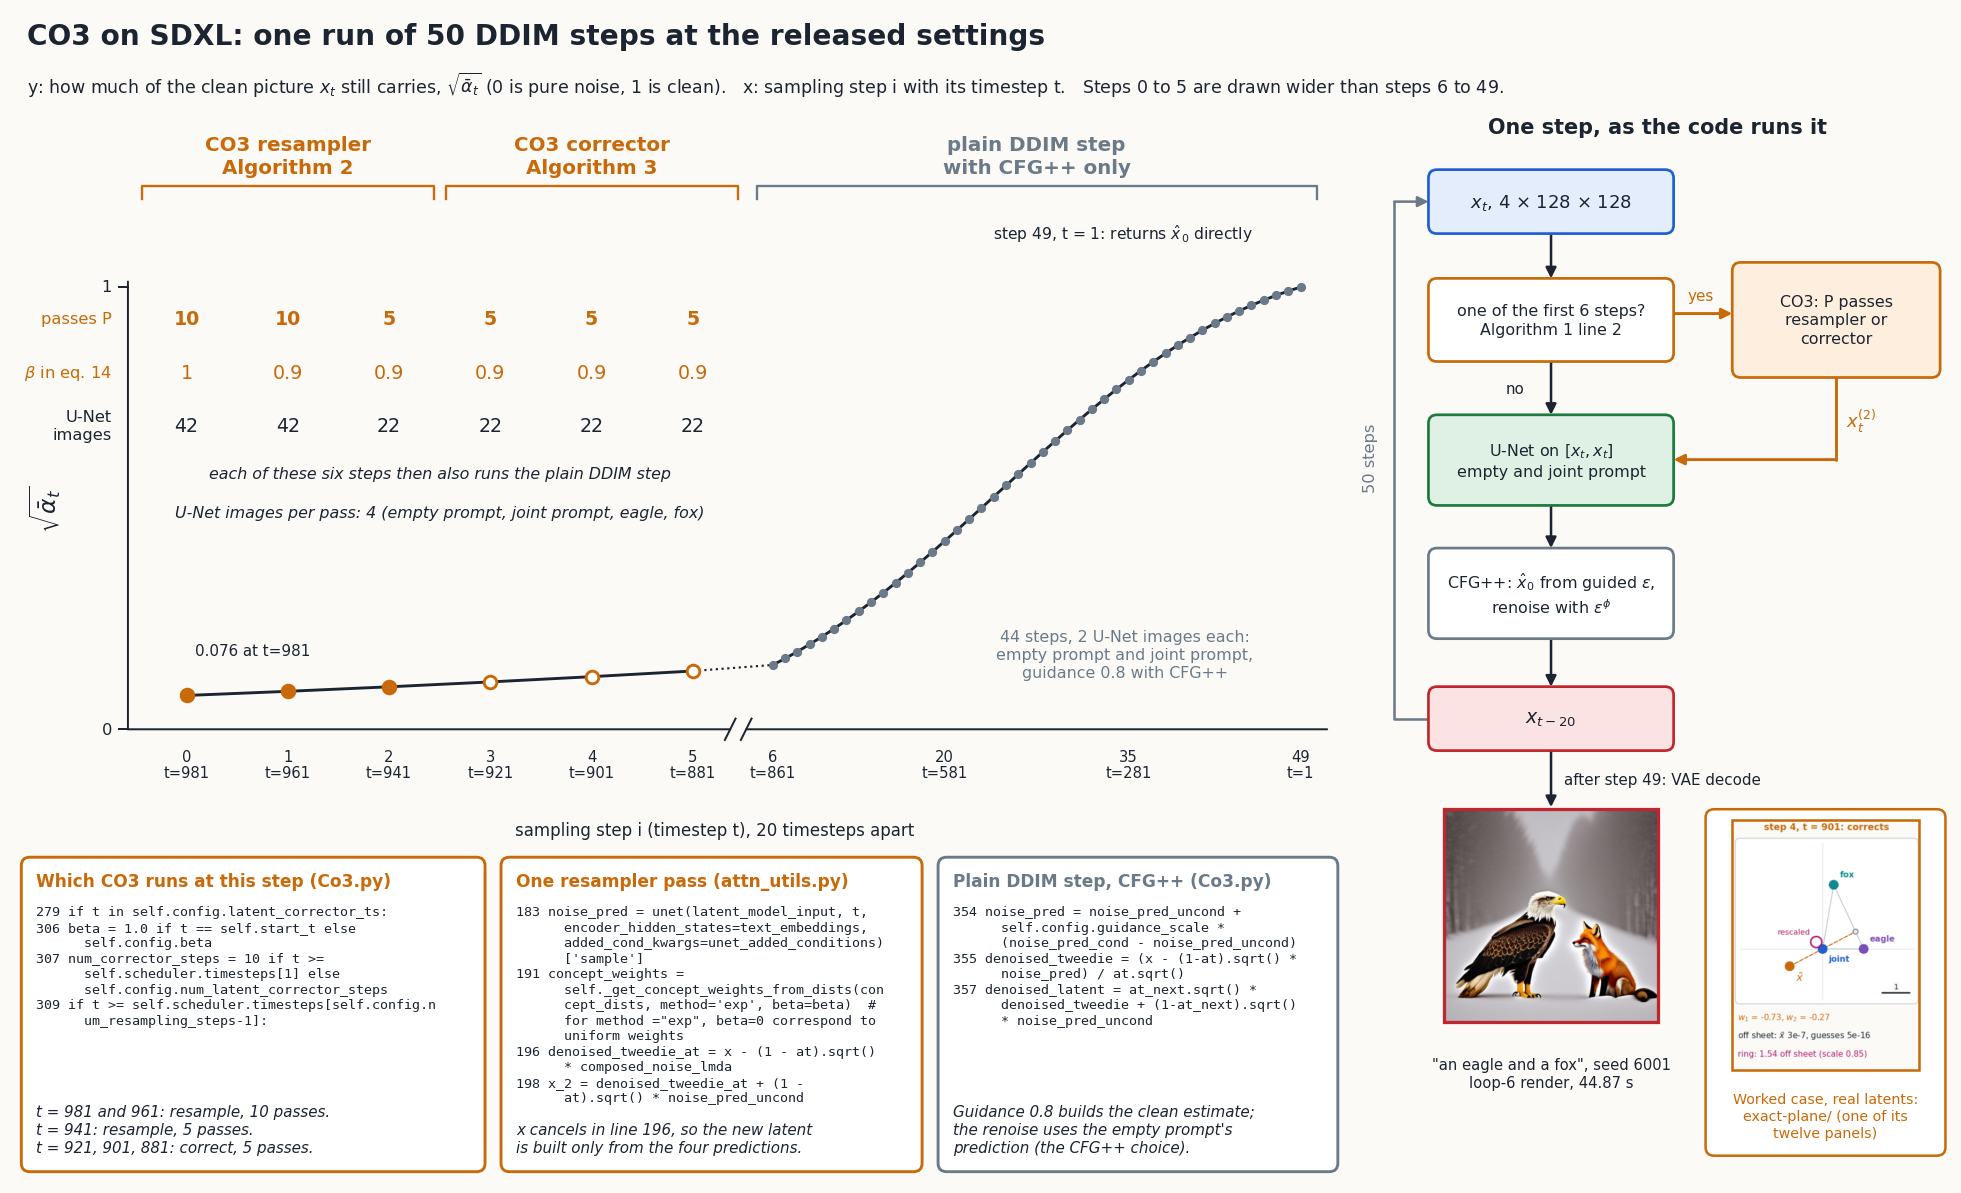 CO3 on SDXL: one run of 50 DDIM steps at the released settings
y: how much of the clean picture x_t still carries, √ᾱ_t (0 is pure noise, 1 is clean).   x: sampling step i with its timestep t.   Steps 0 to 5 are drawn wider than steps 6 to 49.
CO3 resampler
Algorithm 2
CO3 corrector
Algorithm 3
plain DDIM step
with CFG++ only
step 49, t = 1: returns x̂_0 directly
1
passes P
10 10 5 5 5 5
β in eq. 14
1 0.9 0.9 0.9 0.9 0.9
U-Net
images
42 42 22 22 22 22
each of these six steps then also runs the plain DDIM step
U-Net images per pass: 4 (empty prompt, joint prompt, eagle, fox)
√ᾱ_t
0.076 at t=981
44 steps, 2 U-Net images each:
empty prompt and joint prompt,
guidance 0.8 with CFG++
0
0 1 2 3 4 5 6 20 35 49
t=981 t=961 t=941 t=921 t=901 t=881 t=861 t=581 t=281 t=1
sampling step i (timestep t), 20 timesteps apart
One step, as the code runs it
x_t, 4 × 128 × 128
one of the first 6 steps?
Algorithm 1 line 2
yes
CO3: P passes
resampler or
corrector
no
x_t^(2)
U-Net on [x_t, x_t]
empty and joint prompt
50 steps
CFG++: x̂_0 from guided ε,
renoise with ε^ϕ
x_{t−20}
after step 49: VAE decode
"an eagle and a fox", seed 6001
loop-6 render, 44.87 s
step 4, t = 901: corrects
fox
rescaled
eagle
joint
x̃
1
w_1 = -0.73, w_2 = -0.27
off sheet: x̃ 3e-7, guesses 5e-16
ring: 1.54 off sheet (scale 0.85)
Worked case, real latents:
exact-plane/ (one of its
twelve panels)
Which CO3 runs at this step (Co3.py)
279 if t in self.config.latent_corrector_ts:
306 beta = 1.0 if t == self.start_t else
self.config.beta
307 num_corrector_steps = 10 if t >=
self.scheduler.timesteps[1] else
self.config.num_latent_corrector_steps
309 if t >= self.scheduler.timesteps[self.config.n
um_resampling_steps-1]:
t = 981 and 961: resample, 10 passes.
t = 941: resample, 5 passes.
t = 921, 901, 881: correct, 5 passes.
One resampler pass (attn_utils.py)
183 noise_pred = unet(latent_model_input, t,
encoder_hidden_states=text_embeddings,
added_cond_kwargs=unet_added_conditions)
['sample']
191 concept_weights =
self._get_concept_weights_from_dists(con
cept_dists, method='exp', beta=beta)  #
for method ="exp", beta=0 correspond to
uniform weights
196 denoised_tweedie_at = x - (1 - at).sqrt()
* composed_noise_lmda
198 x_2 = denoised_tweedie_at + (1 -
at).sqrt() * noise_pred_uncond
x cancels in line 196, so the new latent
is built only from the four predictions.
Plain DDIM step, CFG++ (Co3.py)
354 noise_pred = noise_pred_uncond +
self.config.guidance_scale *
(noise_pred_cond - noise_pred_uncond)
355 denoised_tweedie = (x - (1-at).sqrt() *
noise_pred) / at.sqrt()
357 denoised_latent = at_next.sqrt() *
denoised_tweedie + (1-at_next).sqrt()
* noise_pred_uncond
Guidance 0.8 builds the clean estimate;
the renoise uses the empty prompt's
prediction (the CFG++ choice).